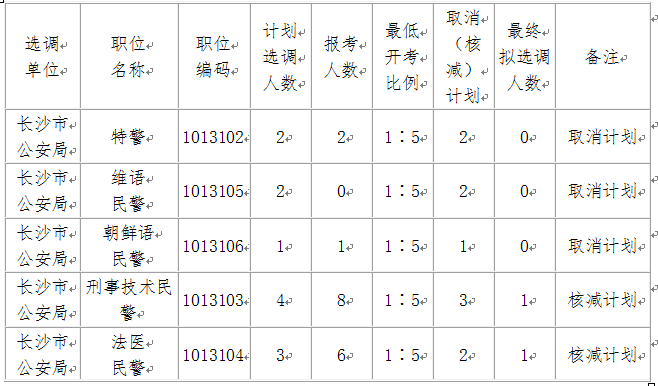 选调单位 职位名称 职位编码 计划选调人数 报考人数 最低开考比例 取消（核减）计划 最终拟选调人数 备注
长沙市公安局 特警 1013102 2 2 1：5 2 0 取消计划
长沙市公安局 维语民警 1013105 2 0 1：5 2 0 取消计划
长沙市公安局 朝鲜语民警 1013106 1 1 1：5 1 0 取消计划
长沙市公安局 刑事技术民警 1013103 4 8 1：5 3 1 核减计划
长沙市公安局 法医民警 1013104 3 6 1：5 2 1 核减计划